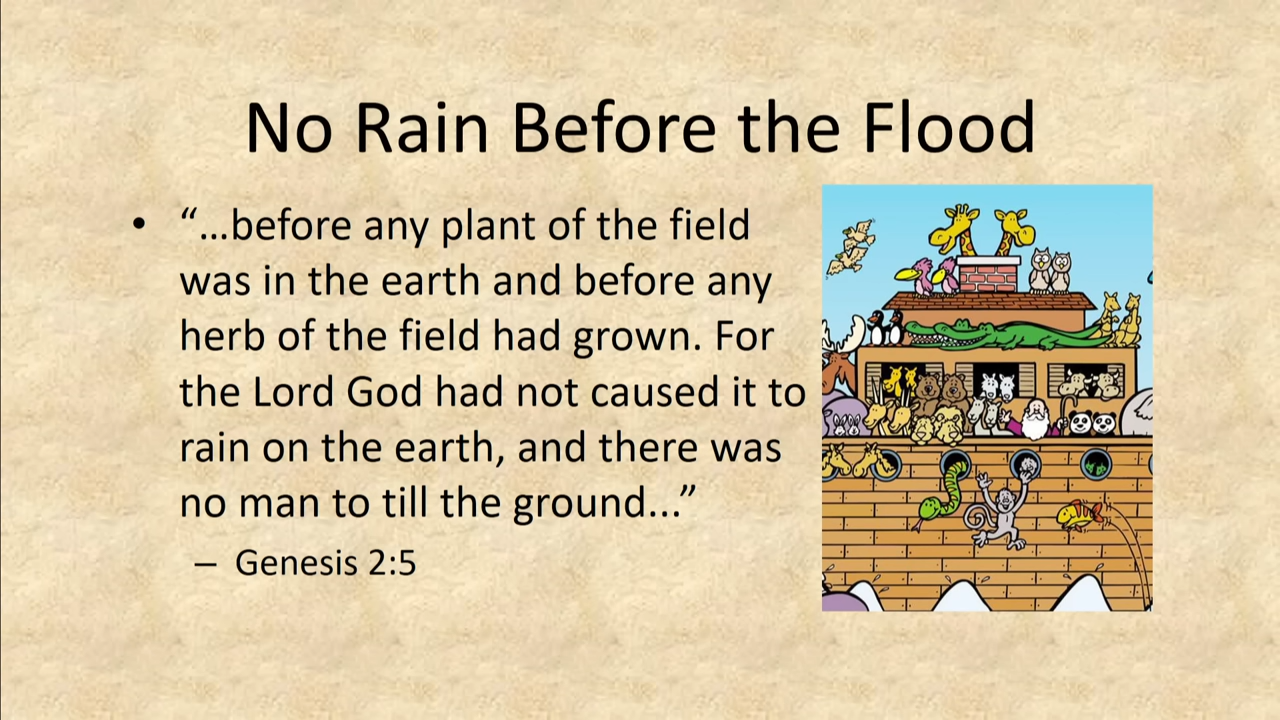 No Rain Before the Flood
• “...before any plant of the field
was in the earth and before any
herb of the field had grown. For
the Lord God had not caused it to
rain on the earth, and there was
no man to till the ground...”
– Genesis 2:5